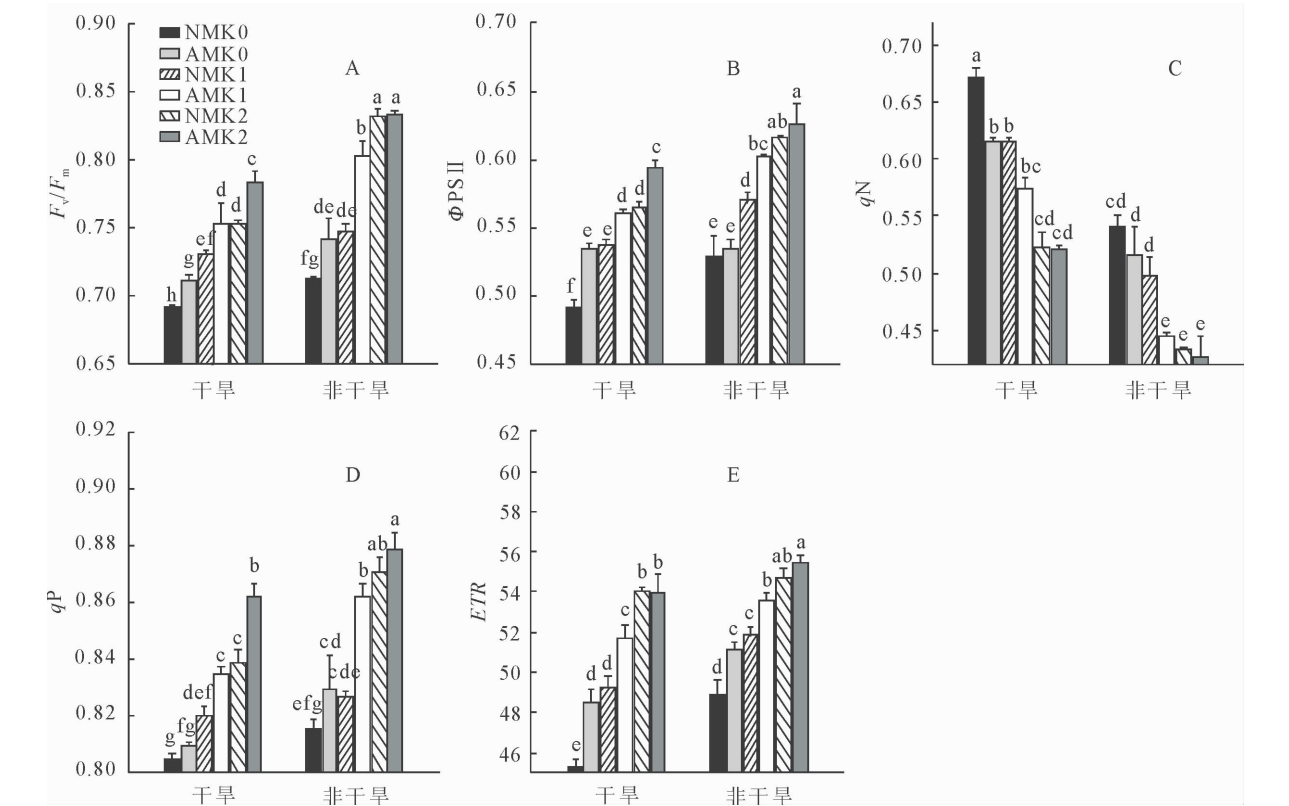 NMK0
AMK0
NMK1
AMK1
NMK2
AMK2
A
Fv/Fm
0.90
0.85
0.80
0.75
0.70
0.65
h
g
ef
d
d
c
fg
de
de
b
a
a
干旱
非干旱
B
ΦPSII
0.70
0.65
0.60
0.55
0.50
0.45
f
e
e
d
d
c
e
e
d
bc
ab
a
干旱
非干旱
C
qN
0.70
0.65
0.60
0.55
0.50
0.45
a
b
b
bc
cd
cd
cd
d
d
e
e
e
干旱
非干旱
D
qP
0.92
0.90
0.88
0.86
0.84
0.82
0.80
g
fg
def
c
c
b
efg
cd
cde
b
ab
a
干旱
非干旱
E
ETR
62
60
58
56
54
52
50
48
46
e
d
d
c
b
b
d
c
c
b
ab
a
干旱
非干旱